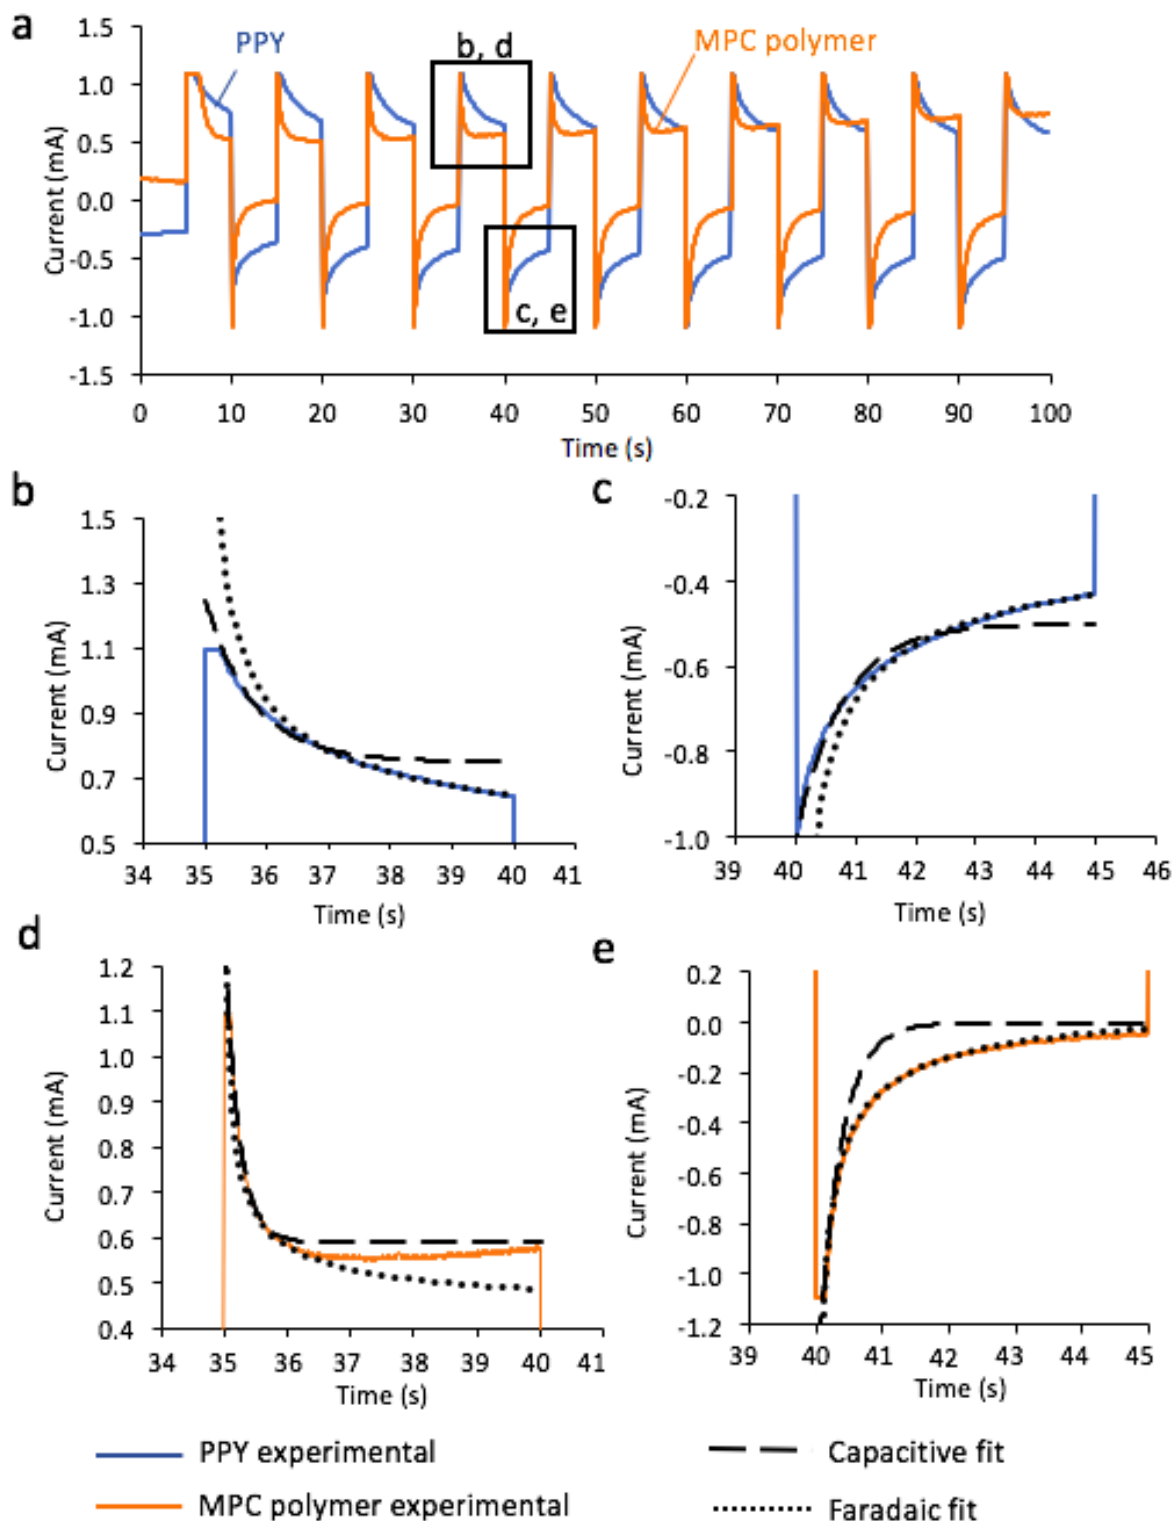 a
PPY
b, d
MPC polymer
c, e
Current (mA)
1.5
1.0
0.5
0.0
-0.5
-1.0
-1.5
0 10 20 30 40 50 60 70 80 90 100
Time (s)
b
Current (mA)
1.5
1.3
1.1
0.9
0.7
0.5
34 35 36 37 38 39 40 41
Time (s)
c
Current (mA)
-0.2
-0.4
-0.6
-0.8
-1.0
39 40 41 42 43 44 45 46
Time (s)
d
Current (mA)
1.2
1.1
1.0
0.9
0.8
0.7
0.6
0.5
0.4
34 35 36 37 38 39 40 41
Time (s)
e
Current (mA)
0.2
0.0
-0.2
-0.4
-0.6
-0.8
-1.0
-1.2
39 40 41 42 43 44 45
Time (s)
PPY experimental
Capacitive fit
MPC polymer experimental
Faradaic fit